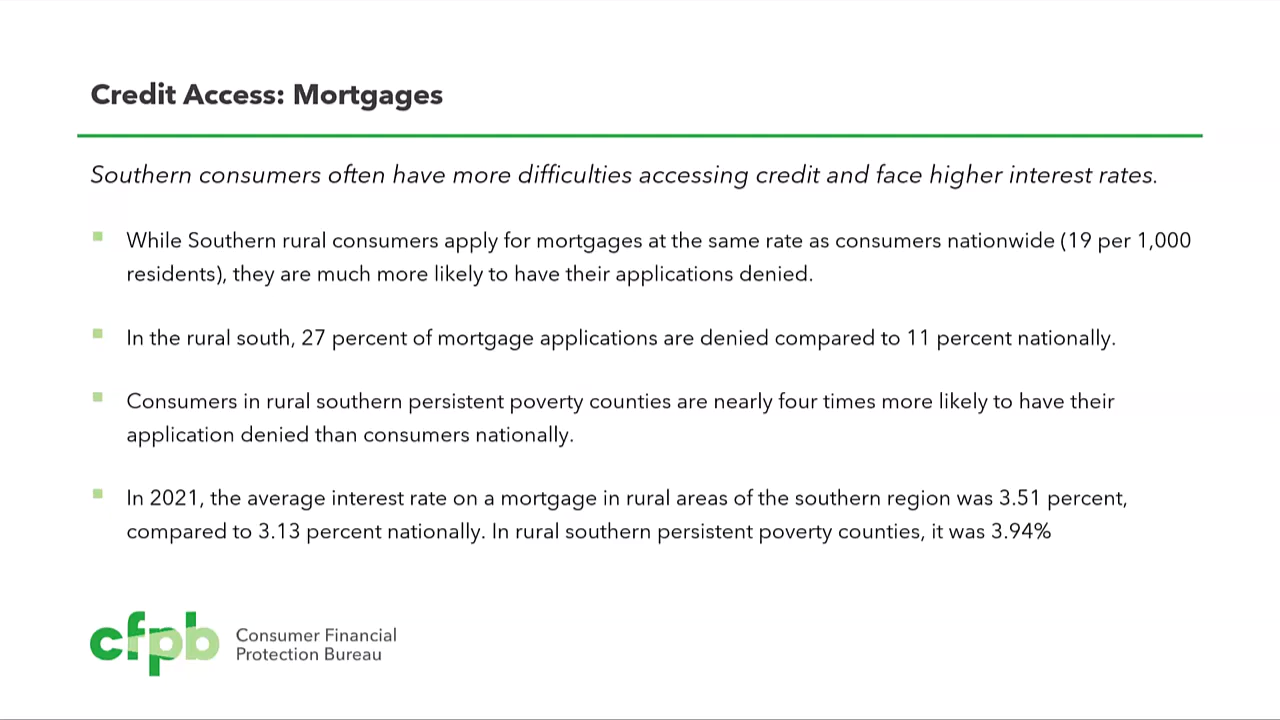 Credit Access: Mortgages
Southern consumers often have more difficulties accessing credit and face higher interest rates.
While Southern rural consumers apply for mortgages at the same rate as consumers nationwide (19 per 1,000
residents), they are much more likely to have their applications denied.
In the rural south, 27 percent of mortgage applications are denied compared to 11 percent nationally.
Consumers in rural southern persistent poverty counties are nearly four times more likely to have their
application denied than consumers nationally.
In 2021, the average interest rate on a mortgage in rural areas of the southern region was 3.51 percent,
compared to 3.13 percent nationally. In rural southern persistent poverty counties, it was 3.94%
cfpb
Consumer Financial
Protection Bureau